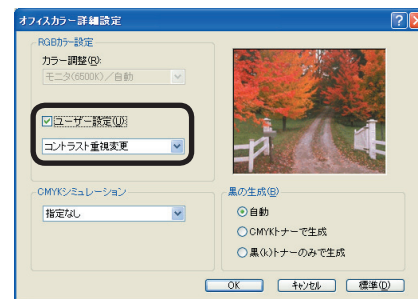 オフィスカラー詳細設定
RGBカラー設定
カラー調整(R):
モニタ(6500K)／自動
ユーザー設定(U):
コントラスト重視変更
CMYKシミュレーション
指定なし
黒の生成(B)
自動
CMYKトナーで生成
黒(k)トナーのみで生成
OK
キャンセル
標準(D)